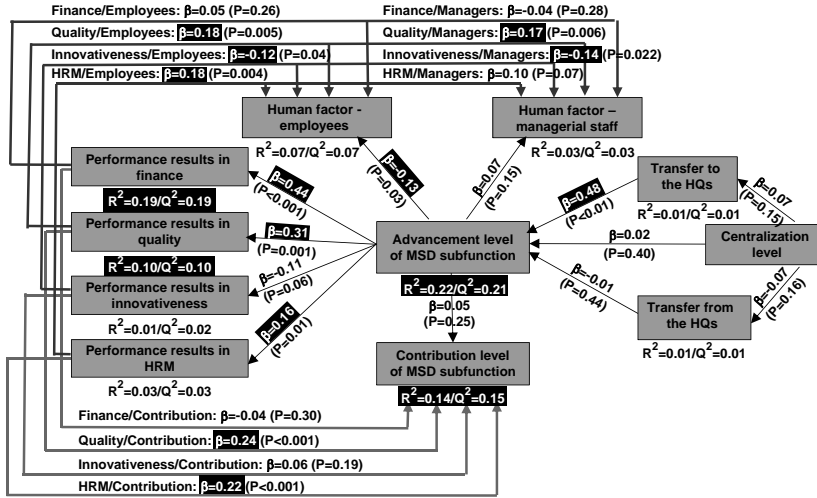 Finance/Employees: β=0.05 (P=0.26)
Finance/Managers: β=-0.04 (P=0.28)
Quality/Employees: β=0.18 (P=0.005)
Quality/Managers: β=0.17 (P=0.006)
Innovativeness/Employees: β=-0.12 (P=0.04)
Innovativeness/Managers: β=-0.14 (P=0.022)
HRM/Employees: β=0.18 (P=0.004)
HRM/Managers: β=0.10 (P=0.07)
Human factor -
employees
R²=0.07/Q²=0.07
Human factor –
managerial staff
R²=0.03/Q²=0.03
Performance results in
finance
R²=0.19/Q²=0.19
β=0.44
(P<0.001)
β=-0.13
(P=0.03)
β=0.07
(P=0.15)
Transfer to
the HQs
R²=0.01/Q²=0.01
β=0.48
(P<0.01)
β=0.07
(P=0.15)
Performance results in
quality
R²=0.10/Q²=0.10
β=0.31
(P=0.001)
Advancement level of
MSD subfunction
R²=0.22/Q²=0.21
β=0.02
(P=0.40)
Centralization
level
Performance results in
innovativeness
R²=0.01/Q²=0.02
β=-0.11
(P=0.06)
β=-0.01
(P=0.44)
β=-0.07
(P=0.16)
Transfer from
the HQs
R²=0.01/Q²=0.01
β=0.05
(P=0.25)
Performance results in
HRM
R²=0.03/Q²=0.03
β=0.16
(P=0.01)
Contribution level
of MSD subfunction
R²=0.14/Q²=0.15
Finance/Contribution: β=-0.04 (P=0.30)
Quality/Contribution: β=0.24 (P<0.001)
Innovativeness/Contribution: β=0.06 (P=0.19)
HRM/Contribution: β=0.22 (P<0.001)